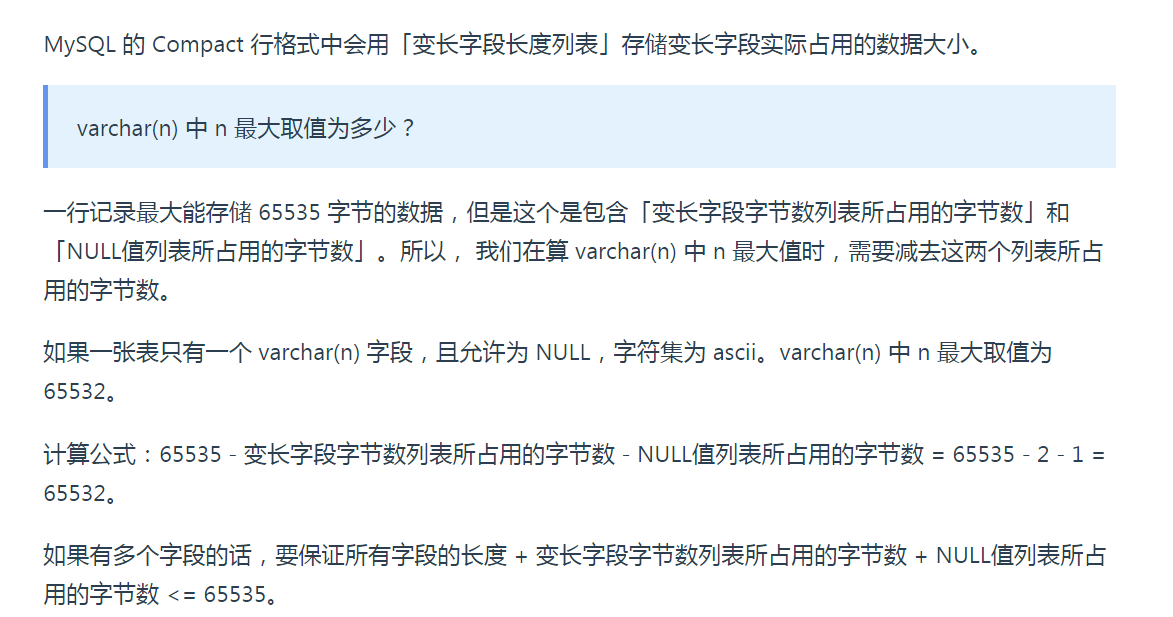 MySQL 的 Compact 行格式中会用「变长字段长度列表」存储变长字段实际占用的数据大小。
varchar(n) 中 n 最大取值为多少？
一行记录最大能存储 65535 字节的数据，但是这个是包含「变长字段字节数列表所占用的字节数」和
「NULL值列表所占用的字节数」。所以， 我们在算 varchar(n) 中 n 最大值时，需要减去这两个列表所占
用的字节数。
如果一张表只有一个 varchar(n) 字段，且允许为 NULL，字符集为 ascii。varchar(n) 中 n 最大取值为
65532。
计算公式：65535 - 变长字段字节数列表所占用的字节数 - NULL值列表所占用的字节数 = 65535 - 2 - 1 =
65532。
如果有多个字段的话，要保证所有字段的长度 + 变长字段字节数列表所占用的字节数 + NULL值列表所占
用的字节数 <= 65535。